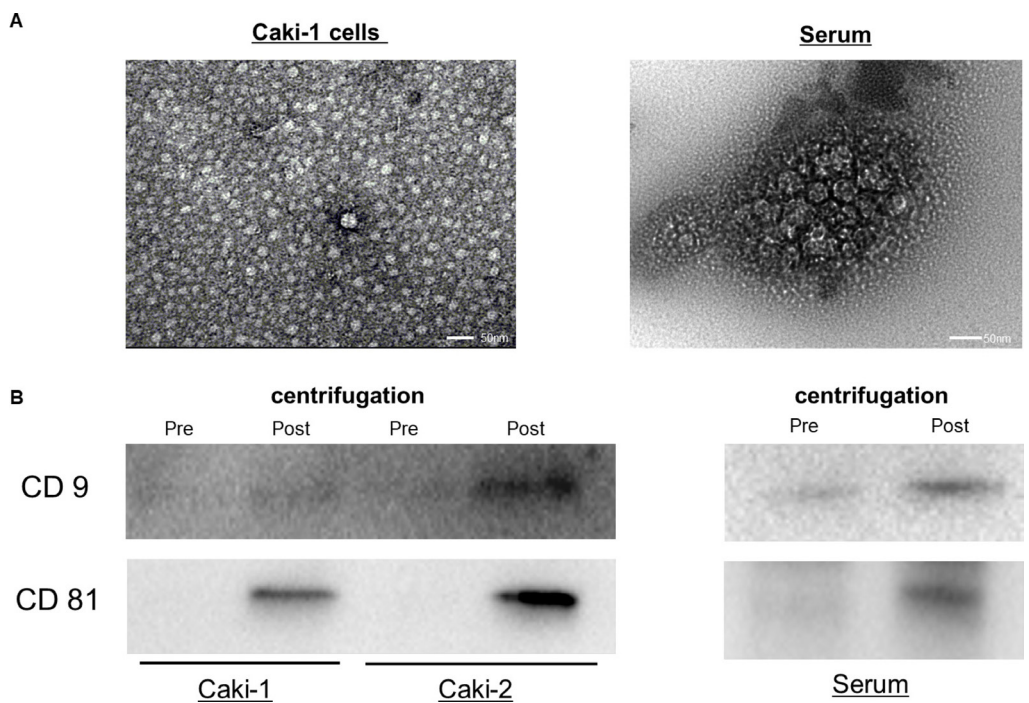 A
Caki-1 cells
Serum
50nm
50nm
B
centrifugation
centrifugation
Pre Post Pre Post
Pre Post
CD 9
CD 81
Caki-1
Caki-2
Serum